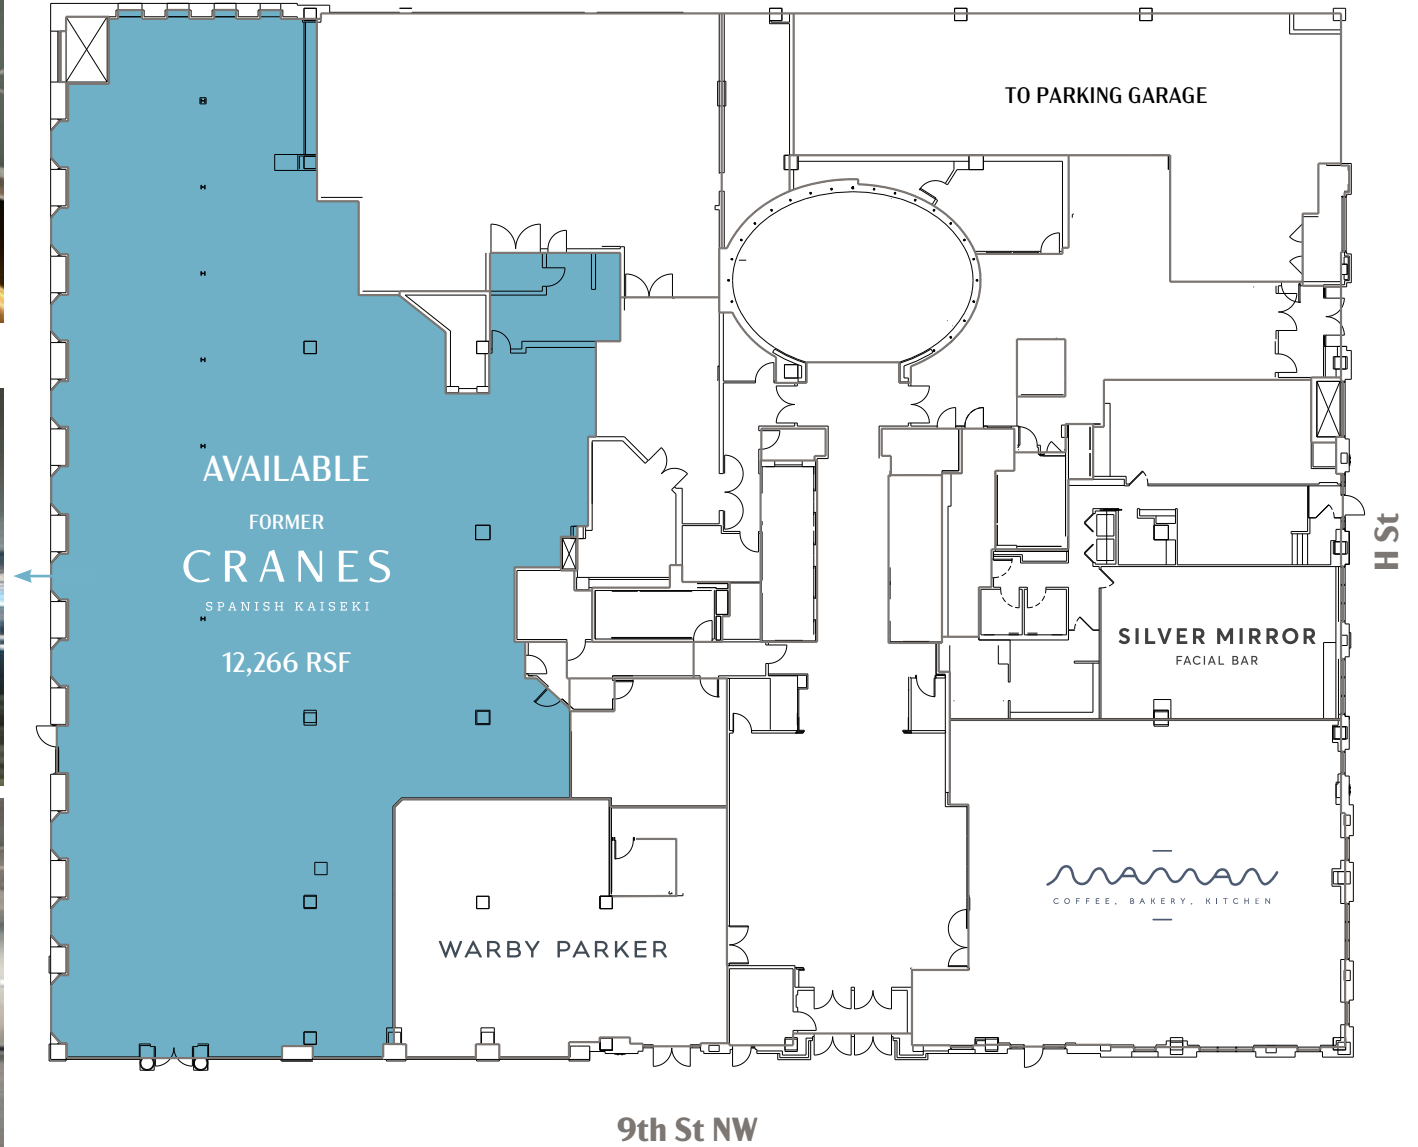 TO PARKING GARAGE
AVAILABLE
FORMER
CRANES
SPANISH KAISEKI
12,266 RSF
H St
SILVER MIRROR
FACIAL BAR
MAMAN
COFFEE, BAKERY, KITCHEN
WARBY PARKER
9th St NW